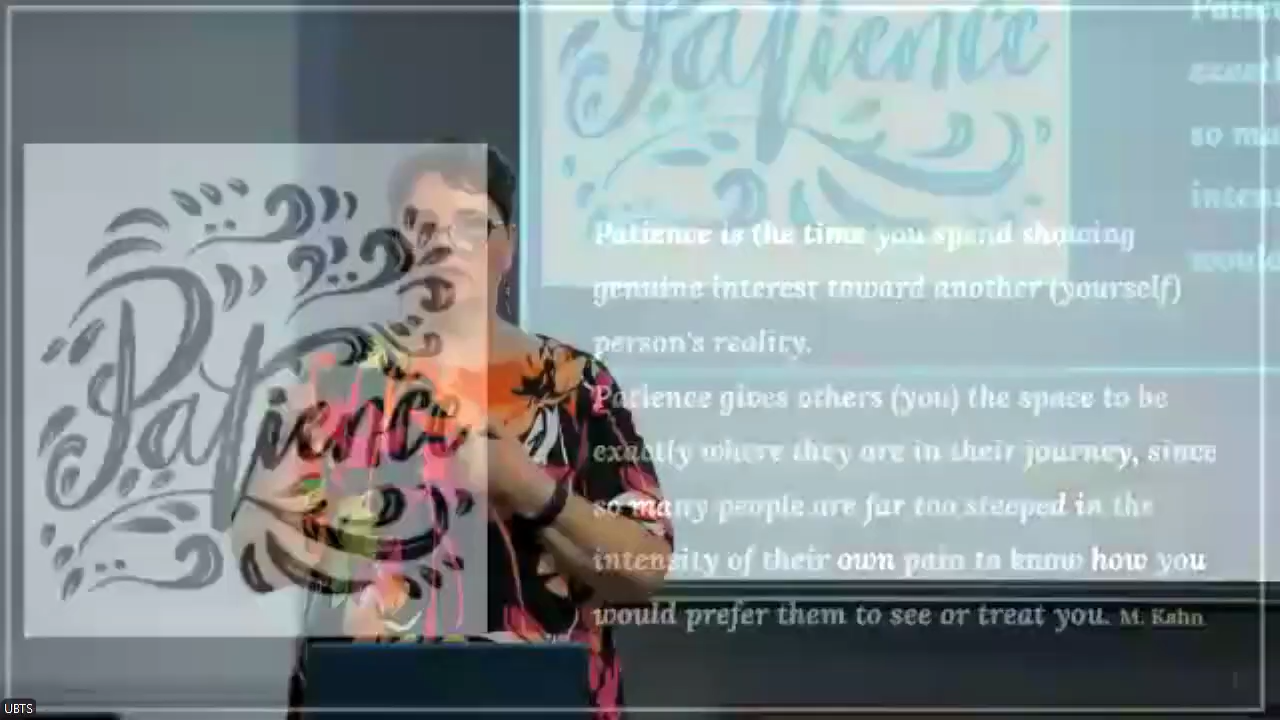 Patience
Patience
Patience is the time you spend showing
genuine interest toward another (yourself)
person's reality.
Patience gives others (you) the space to be
exactly where they are in their journey, since
so many people are far too steeped in the
intensity of their own pain to know how you
would prefer them to see or treat you. M. Kahn
so
would
UBTS